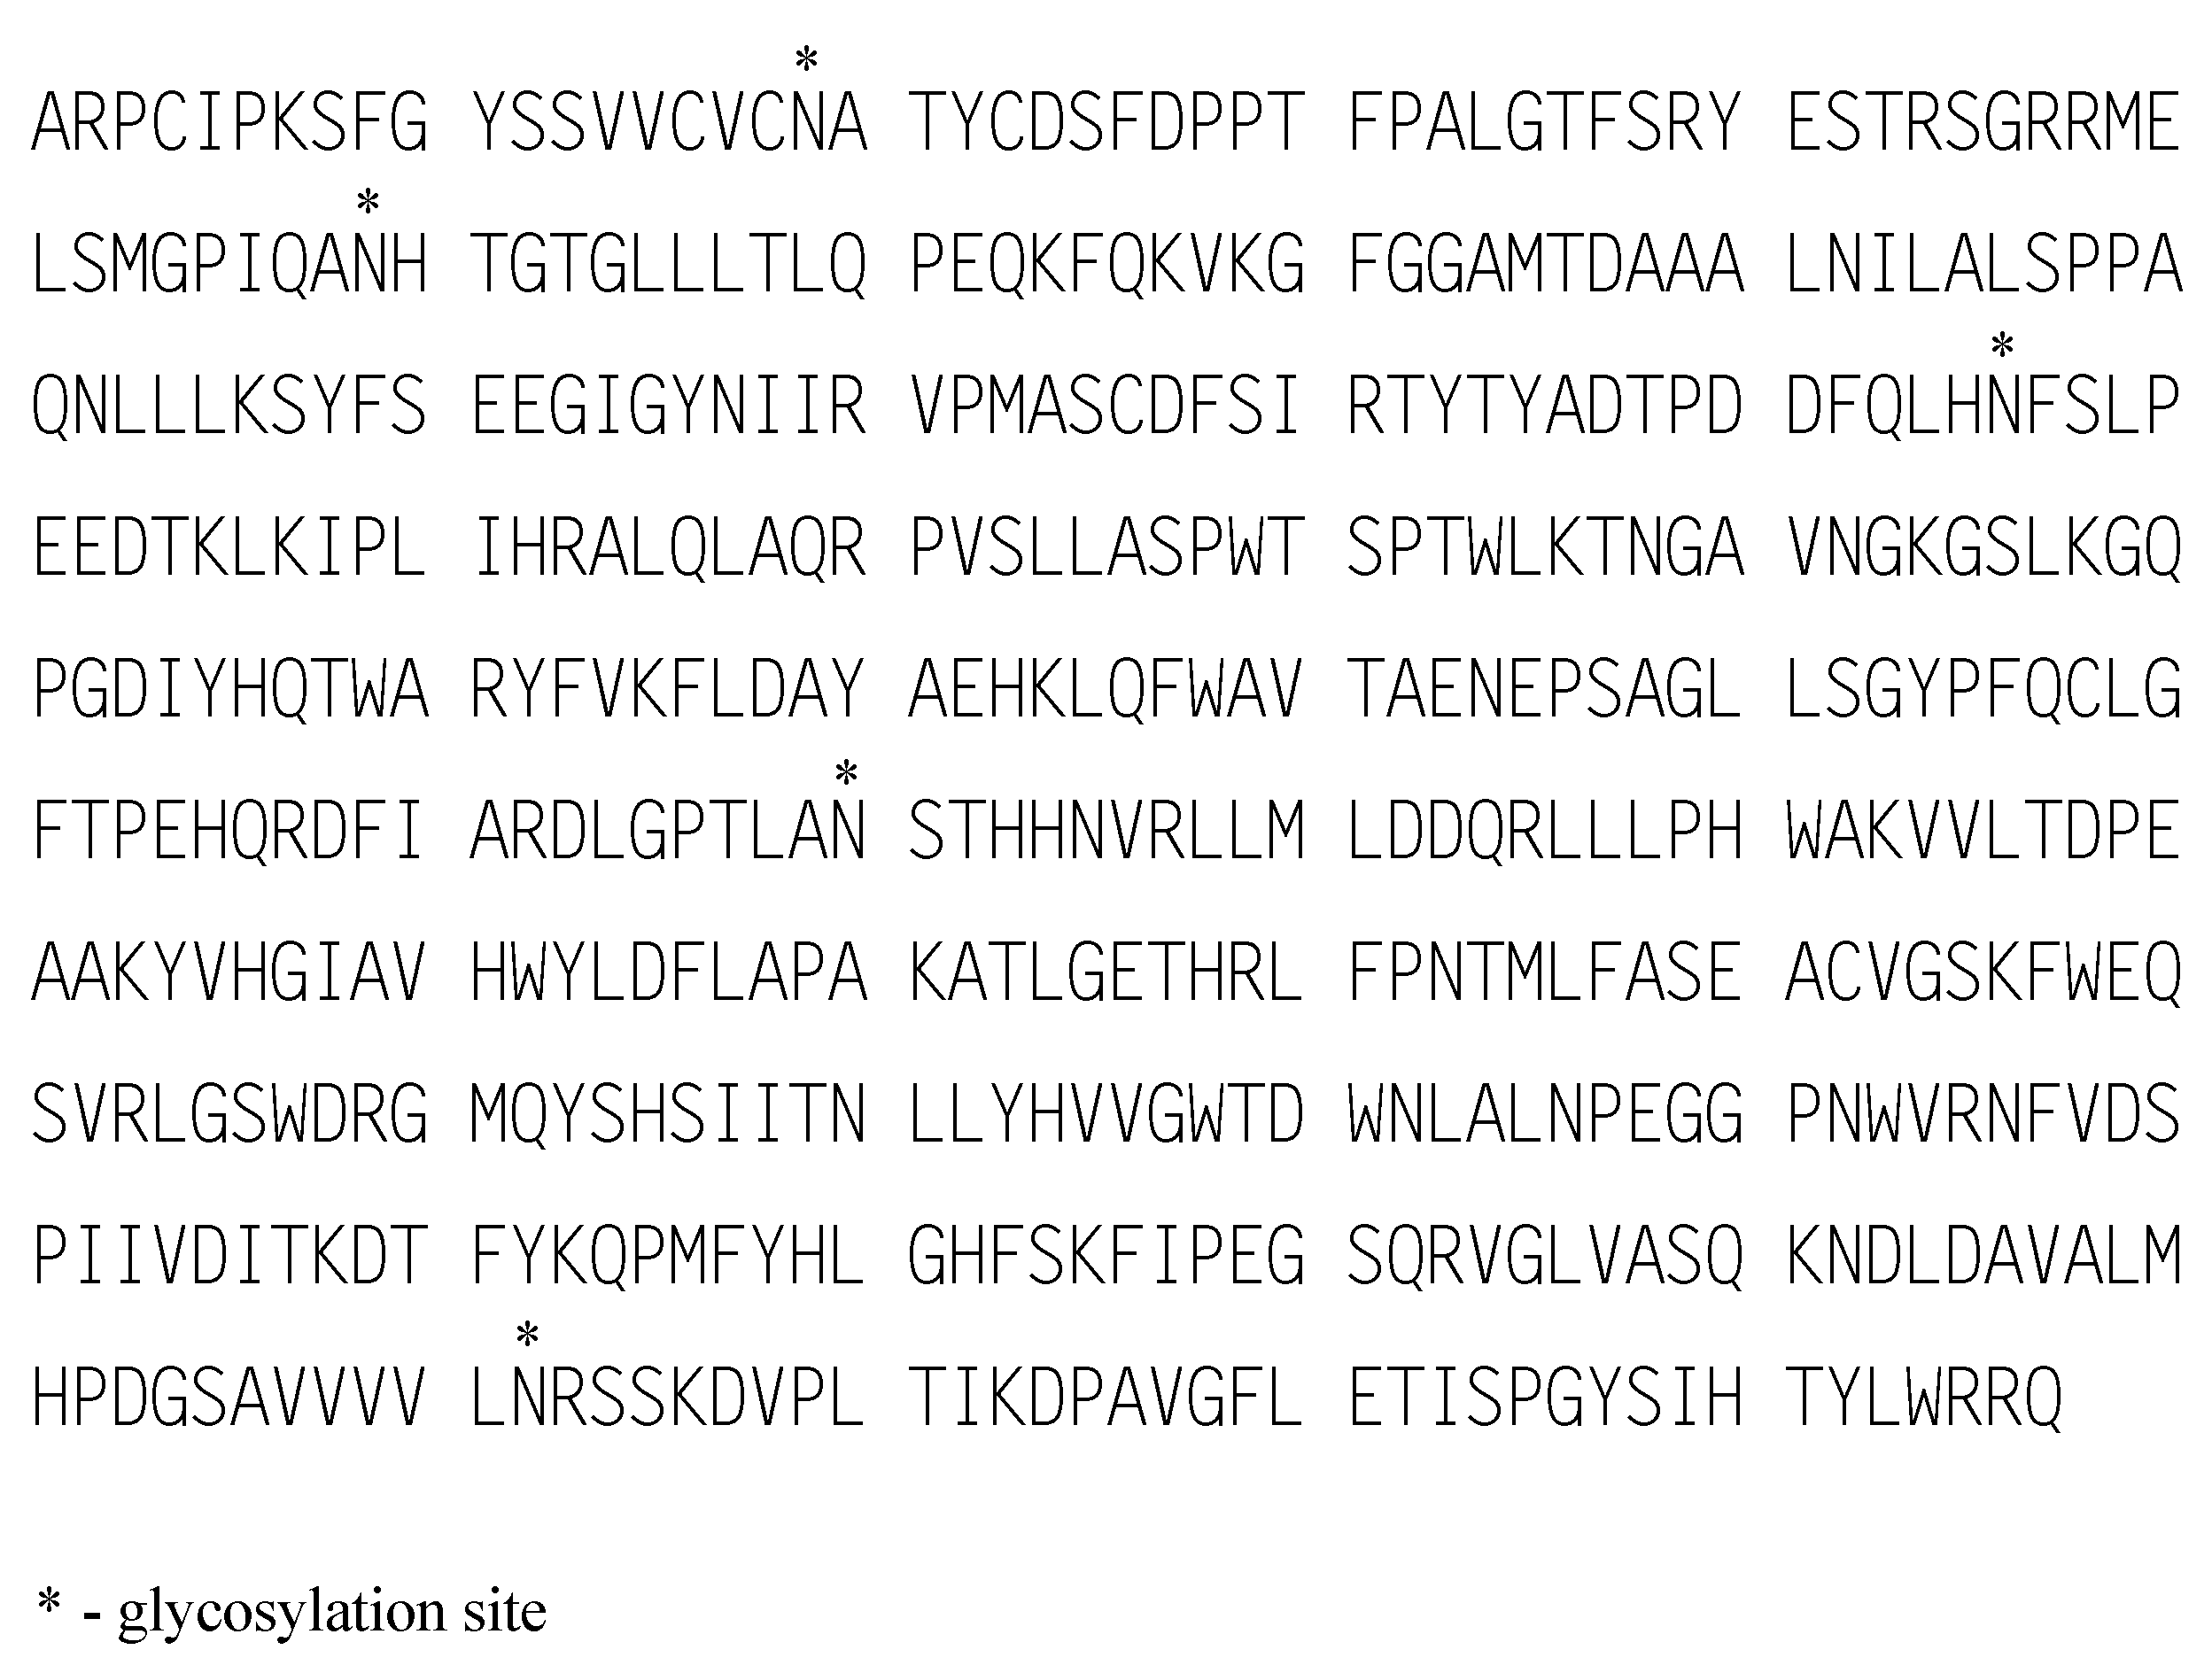 *
ARPCIPKSFG YSSVVCVCNA TYCDSFDPPT FPALGTFSRY ESTRSGRRME
*
LSMGPIQANH TGTGLLLTLQ PEQKFQKVKG FGGAMTDAAA LNILALSPPA
*
QNLLLKSYFS EEGIGYNIIR VPMASCDFSI RTYTYADTPD DFQLHNFSLP
EEDTKLKIPL IHRALQLAQR PVSLLASPWT SPTWLKTNGA VNGKGSLKGQ
PGDIYHQTWA RYFVKFLDAY AEHKLQFWAV TAENEPSAGL LSGYPFQCLG
*
FTPEHQRDFI ARDLGPTLAN STHHNVRLLM LDDQRLLLPH WAKVVLTDPE
AAKYVHGIAV HWYLDFLAPA KATLGETHRL FPNTMLFASE ACVGSKFWEQ
SVRLGSWDRG MQYSHSIITN LLYHVVGWTD WNLALNPEGG PNWVRNFVDS
PIIVDITKDT FYKQPMFYHL GHFSKFIPEG SQRVGLVASQ KNDLDAVALM
*
HPDGSAVVVV LNRSSKDVPL TIKDPAVGFL ETISPGYSIH TYLWRRQ
* - glycosylation site